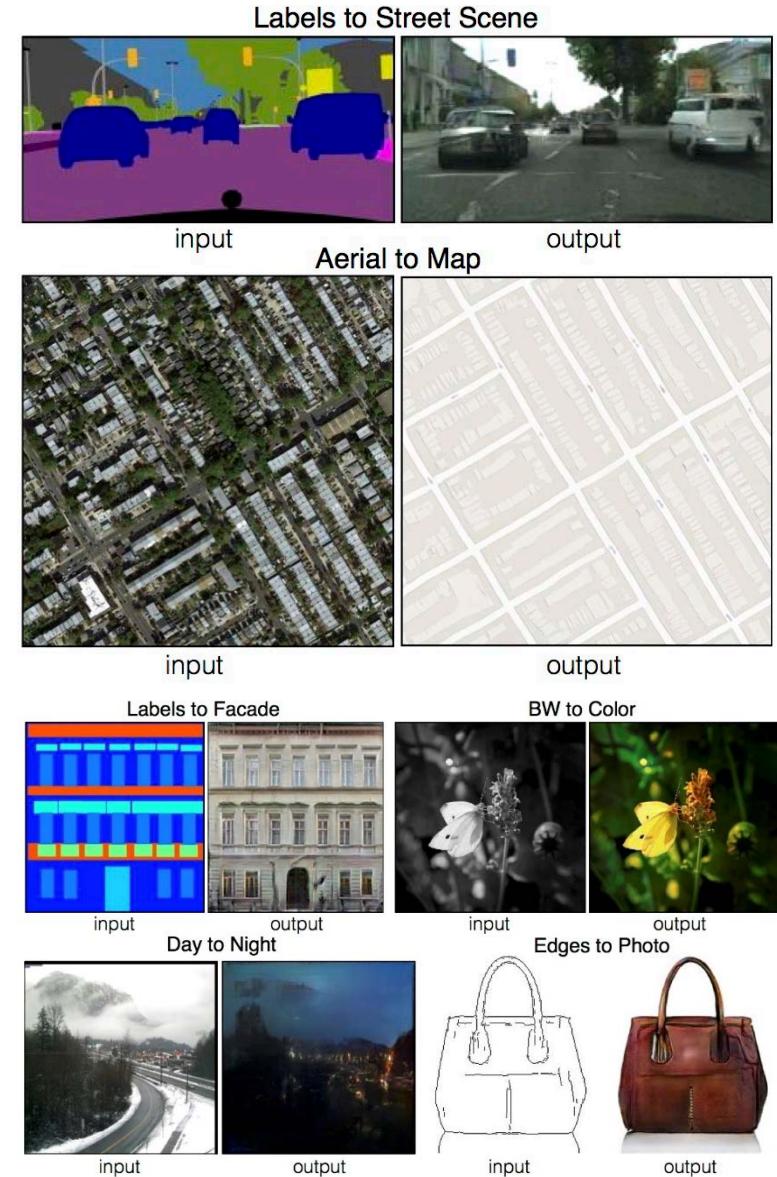 Labels to Street Scene
input output
Aerial to Map
input output
Labels to Facade BW to Color
input output input output
Day to Night Edges to Photo
input output input output